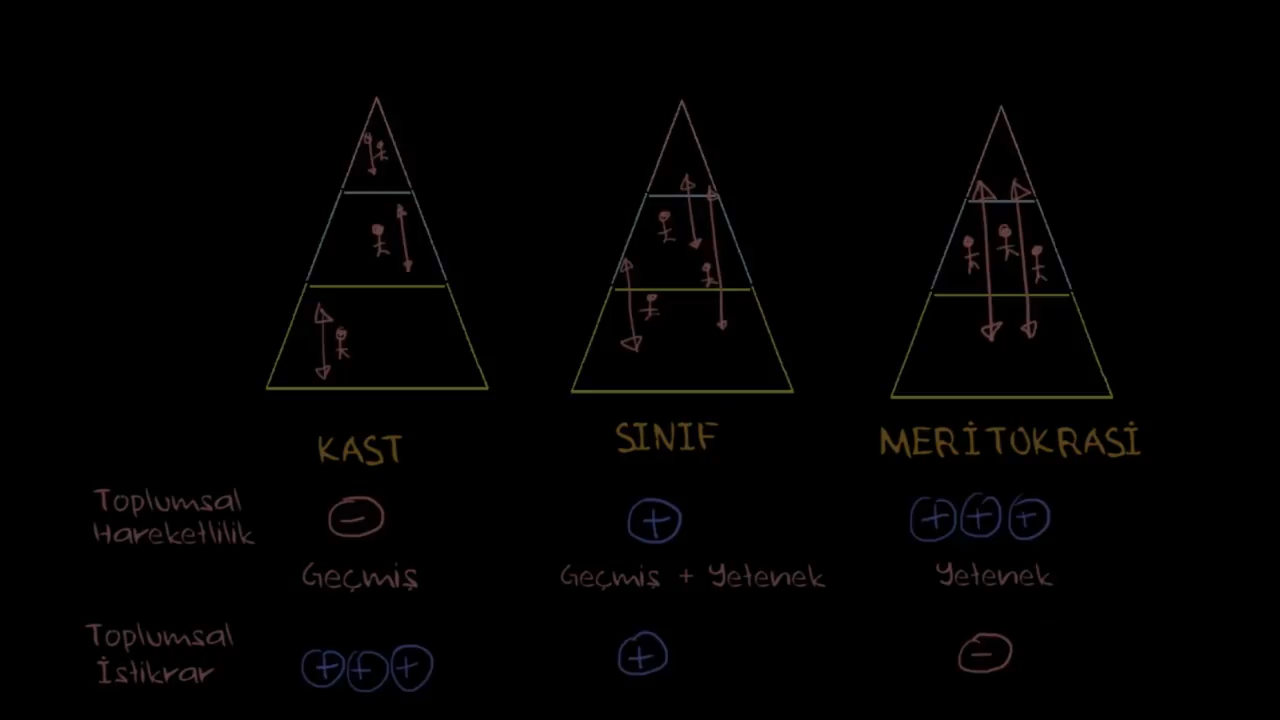 KAST SINIF MERİTOKRASİ
Toplumsal
Hareketlilik - + + + +
Geçmiş Geçmiş + Yetenek Yetenek
Toplumsal
İstikrar + + + + -